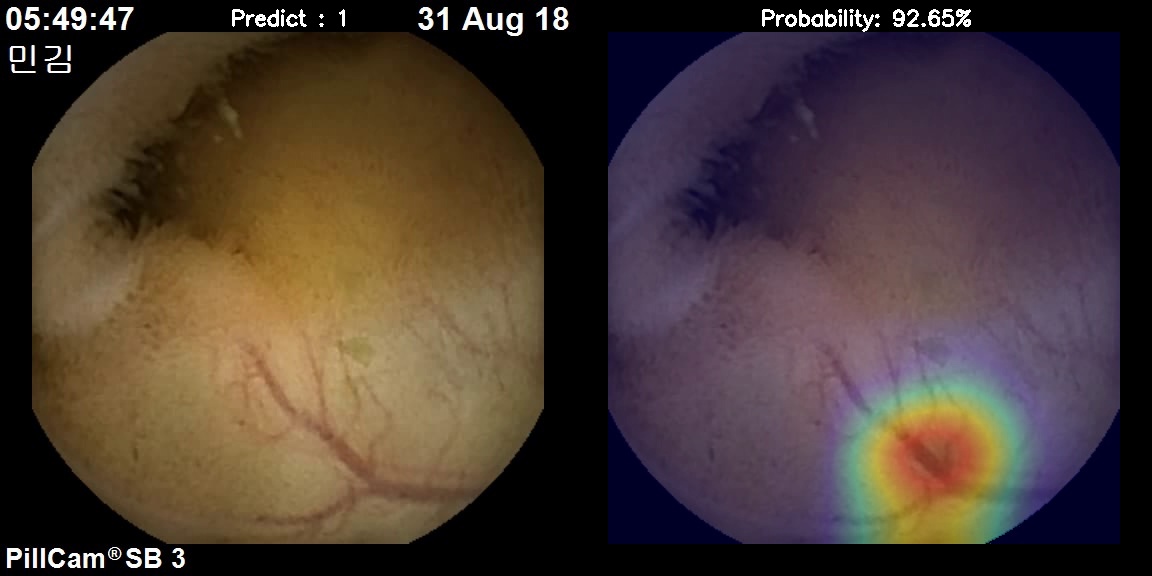 05:49:47
Predict : 1
31 Aug 18
Probability: 92.65%
민김
PillCam® SB 3